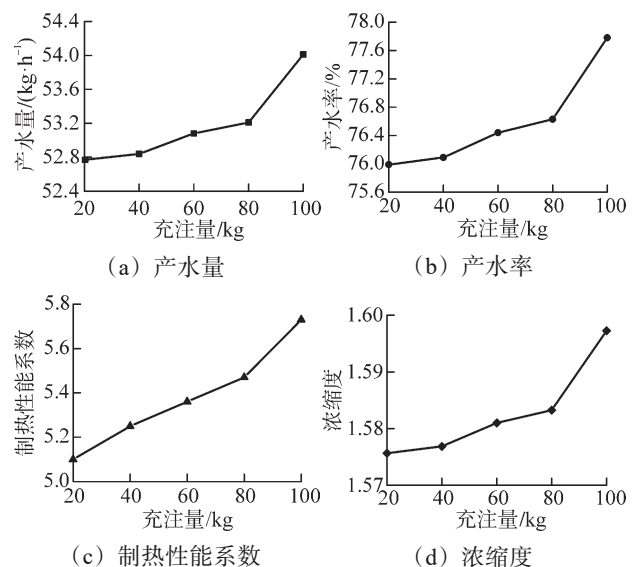 产水量/(kg·h⁻¹)
54.4
54.0
53.6
53.2
52.8
52.4
20 40 60 80 100
充注量/kg
(a) 产水量
产水率/%
78.0
77.6
77.2
76.8
76.4
76.0
75.6
20 40 60 80 100
充注量/kg
(b) 产水率
制热性能系数
5.8
5.6
5.4
5.2
5.0
20 40 60 80 100
充注量/kg
(c) 制热性能系数
浓缩度
1.60
1.59
1.58
1.57
20 40 60 80 100
充注量/kg
(d) 浓缩度